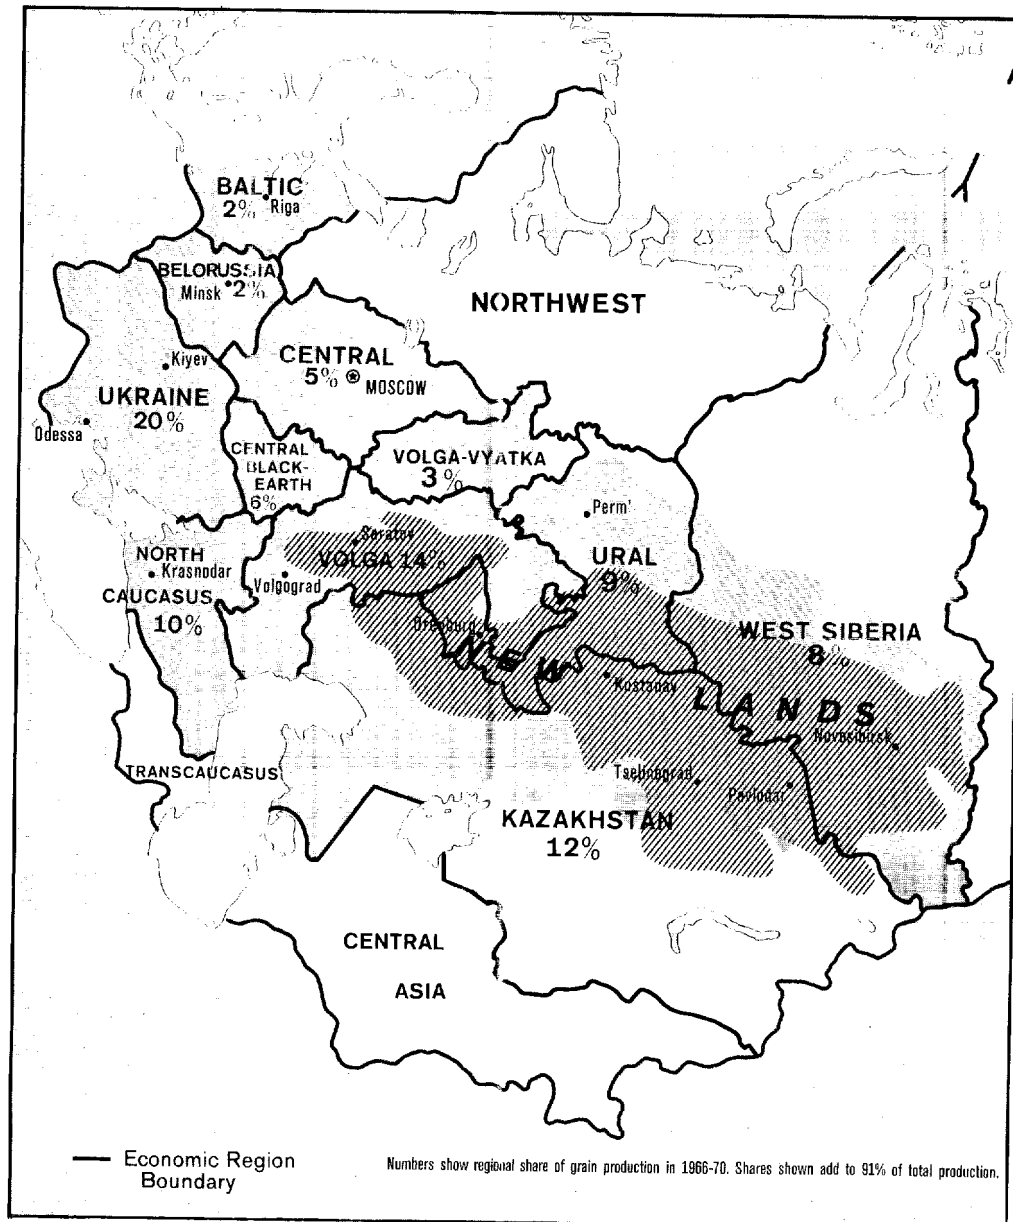 BALTIC
2%
Riga
BELORUSSIA
Minsk 2%
NORTHWEST
Kiyev
CENTRAL
5%
MOSCOW
UKRAINE
20%
Odessa
CENTRAL
BLACK-
EARTH
6%
VOLGA-VYATKA
3%
Perm'
Saratov
VOLGA 14%
URAL
9%
NORTH
Krasnodar
CAUCASUS
10%
Volgograd
Orenburg
NEW
LANDS
WEST SIBERIA
8%
Kustanay
Novosibirsk
TRANSCAUCASUS
Tselinograd
Pavlodar
KAZAKHSTAN
12%
CENTRAL
ASIA
Economic Region
Boundary
Numbers show regional share of grain production in 1966-70. Shares shown add to 91% of total production.